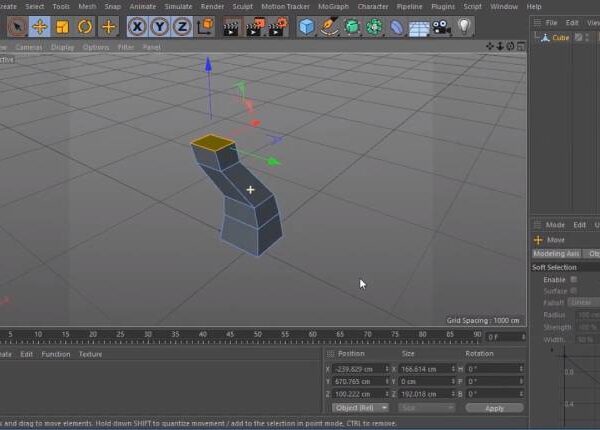 reate Select Tools Mesh Snap Animate Simulate Render Sculpt Motion Tracker MoGraph Character Pipeline Plugins Script Window Help
File Edit View
ew Cameras Display Options Filter Panel
Cube
ective
X Y Z
Grid Spacing : 1000 cm
Mode Edit
Move
Modeling Axis
Soft Selection
Enable
Surface
Falloff Linear
Radius 100 cm
Strength 100 %
Width. 50 %
0.8
0.4
5 10 15 20 25 30 35 40 45 50 55 60 65 70 75 80 85 90 0 F
eate Edit Function Texture
Position Size Rotation
X -239.829 cm X 166.614 cm H 0 °
Y 570.765 cm Y 0 cm P 0 °
Z 100.222 cm Z 192.018 cm B 0 °
Object (Rel) Size Apply
s and drag to move elements. Hold down SHIFT to quantize movement / add to the selection in point mode, CTRL to remove.